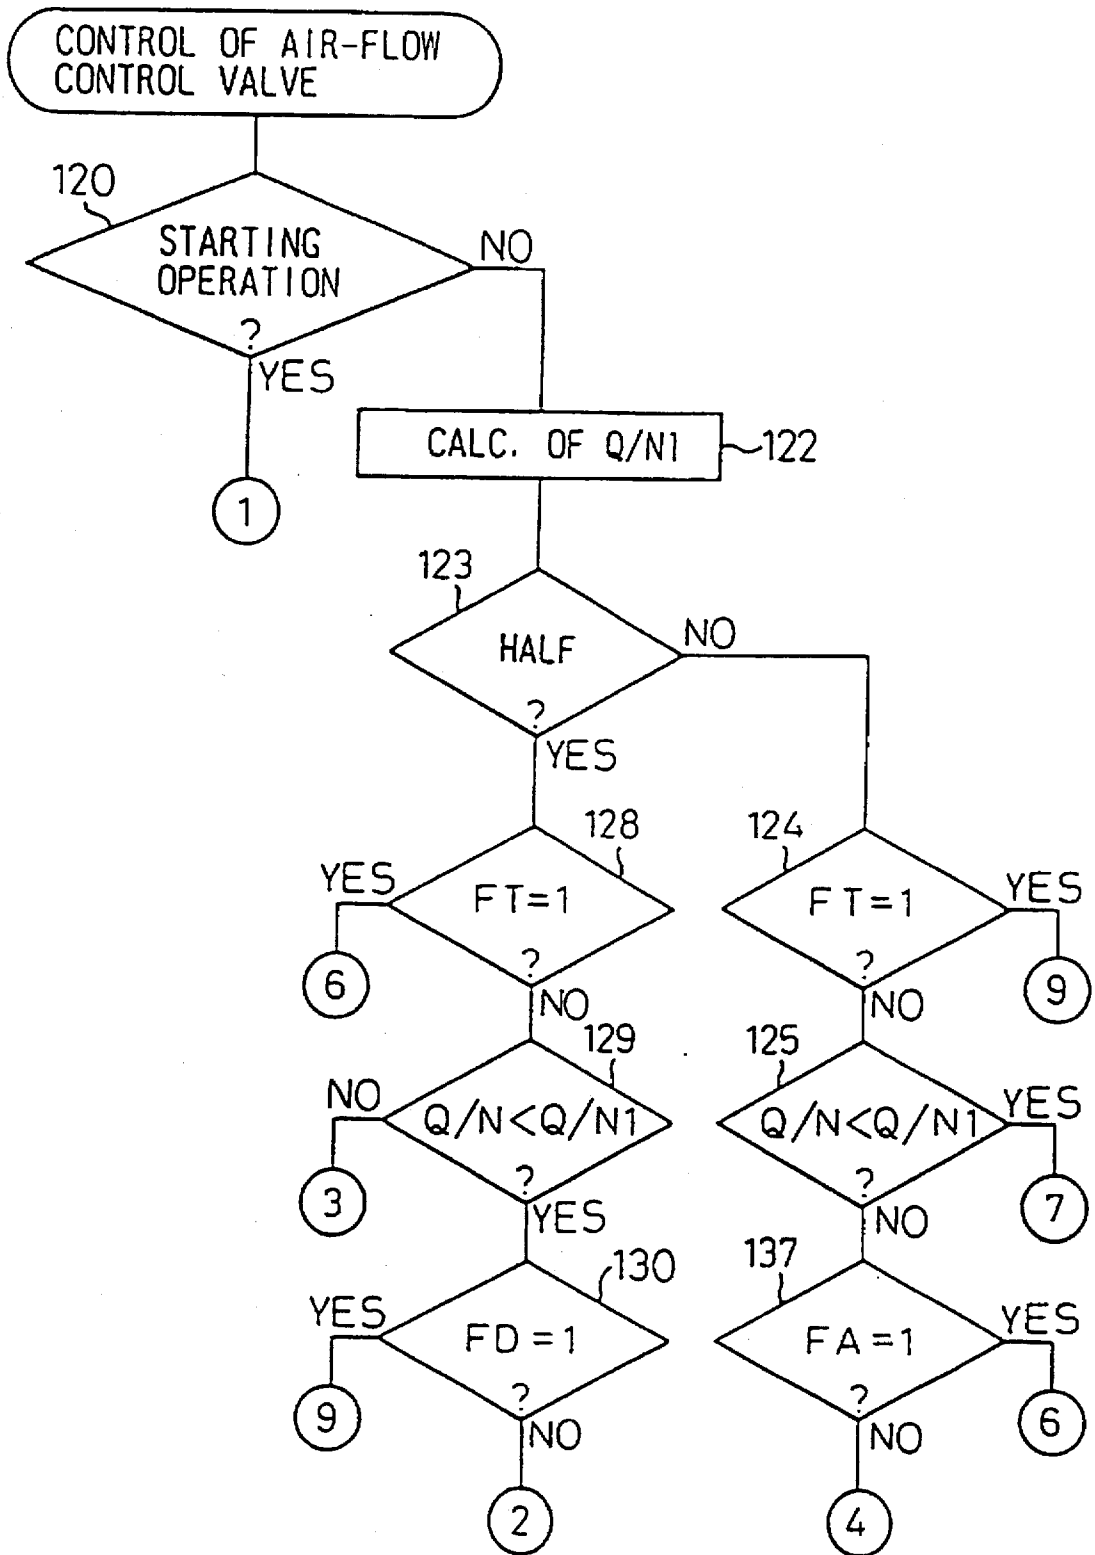 CONTROL OF AIR-FLOW
CONTROL VALVE
120
STARTING
OPERATION
?
NO
YES
1
CALC. OF Q/N1
122
123
HALF
?
NO
YES
128
FT=1
?
YES
NO
6
124
FT=1
?
YES
NO
9
129
Q/N<Q/N1
?
NO
YES
3
125
Q/N<Q/N1
?
YES
NO
7
130
FD=1
?
YES
NO
9
2
137
FA=1
?
YES
NO
6
4